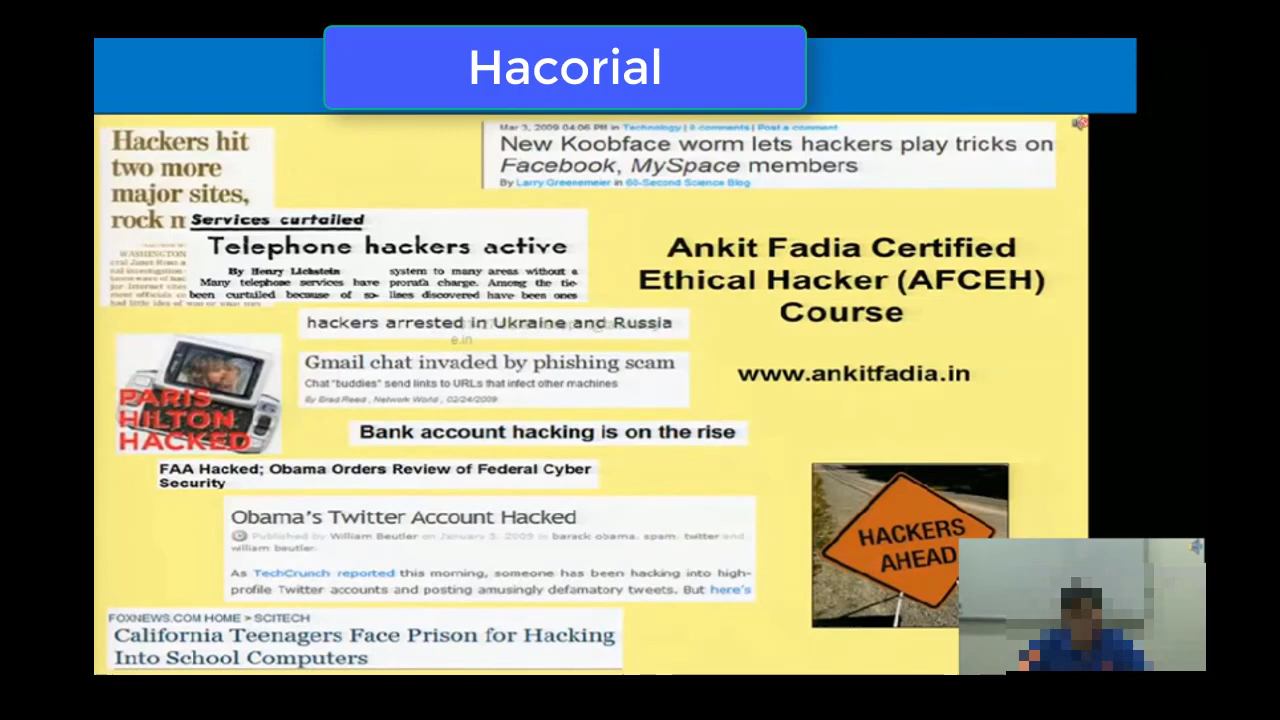 Hacorial
Hackers hit
two more
major sites,
rock n
WASHINGTON
Mar 3, 2009 04:06 PM in Technology | 0 comments | Post a comment
New Koobface worm lets hackers play tricks on
Facebook, MySpace members
By Larry Greenemeier in 60-Second Science Blog
Services curtailed
Telephone hackers active
By Henry Lichstein
Many telephone services have
been curtailed because of so-
system to many areas without a
prorata charge. Among the tie-
lines discovered have been ones
Ankit Fadia Certified
Ethical Hacker (AFCEH)
Course
www.ankitfadia.in
hackers arrested in Ukraine and Russia
e.in
Gmail chat invaded by phishing scam
Chat "buddies" send links to URLs that infect other machines
By Brad Reed , Network World , 02/24/2009
PARIS
HILTON
HACKED
Bank account hacking is on the rise
FAA Hacked; Obama Orders Review of Federal Cyber
Security
Obama's Twitter Account Hacked
Published by William Beutler on January 5, 2009 in barack obama, spam, twitter and
william beutler.
As TechCrunch reported this morning, someone has been hacking into high-
profile Twitter accounts and posting amusingly defamatory tweets. But here's
HACKERS
AHEAD
FOXNEWS.COM HOME > SCITECH
California Teenagers Face Prison for Hacking
Into School Computers